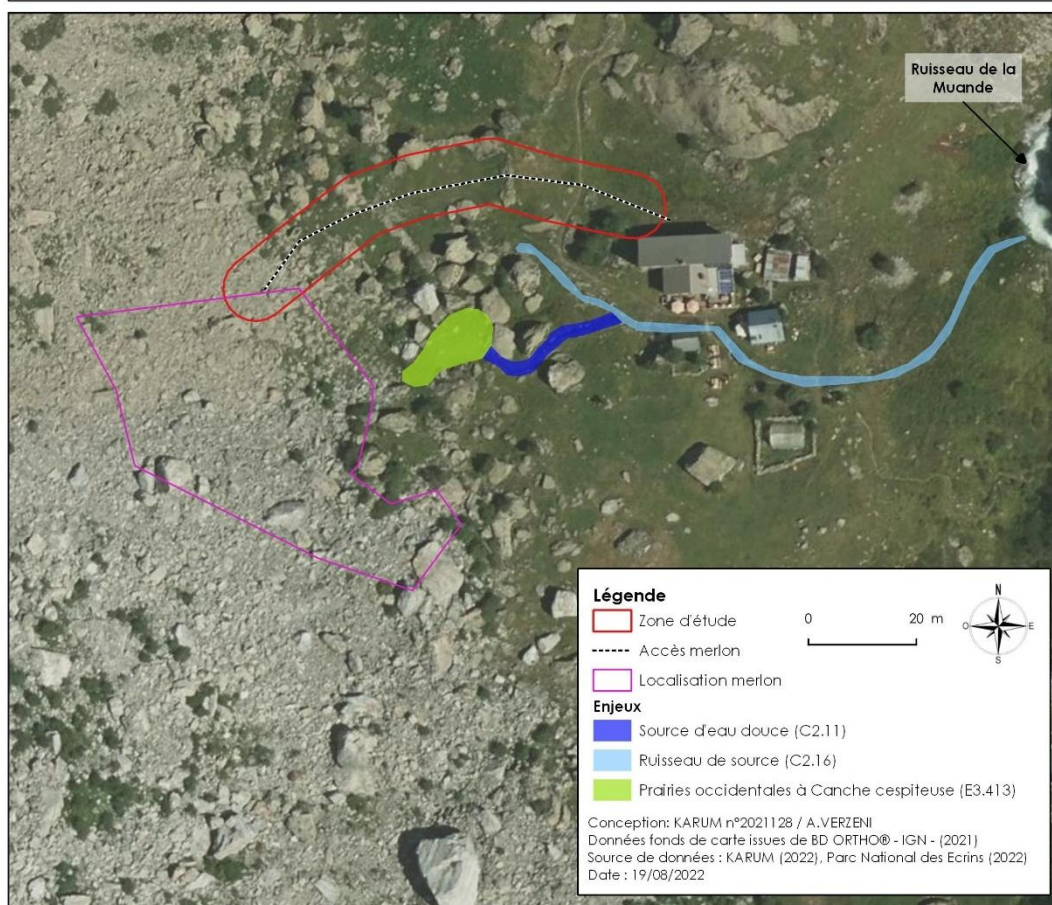 Ruisseau de la
Muande
Légende
Zone d'étude
Accès merlon
Localisation merlon
0 20 m
N
O E
S
Enjeux
Source d'eau douce (C2.11)
Ruisseau de source (C2.16)
Prairies occidentales à Canche cespiteuse (E3.413)
Conception: KARUM n°2021128 / A.VERZENI
Données fonds de carte issues de BD ORTHO® - IGN - (2021)
Source de données : KARUM (2022), Parc National des Ecrins (2022)
Date : 19/08/2022